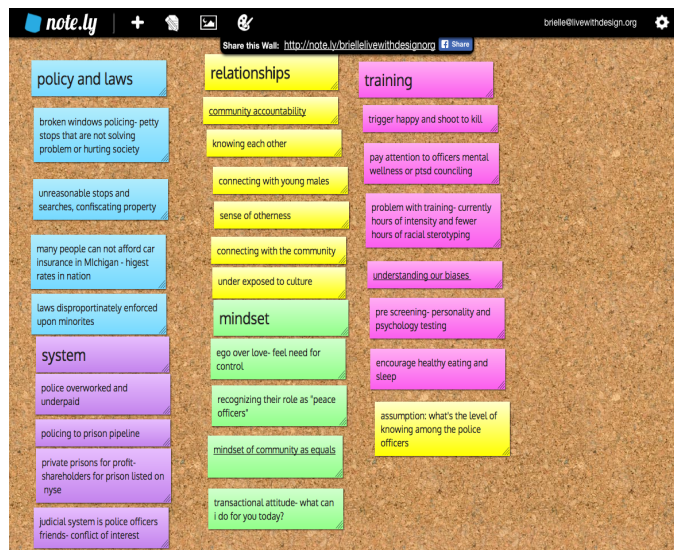 note.ly
brielle@livewithdesign.org
Share this Wall: http://note.ly/briellelivewithdesignorg
Share
policy and laws
broken windows policing- petty
stops that are not solving
problem or hurting society
unreasonable stops and
searches, confiscating property
many people can not afford car
insurance in MIchigan - higest
rates in nation
laws disproportinately enforced
upon minorites
system
police overworked and
underpaid
policing to prison pipeline
private prisons for profit-
shareholders for prison listed on
nyse
judicial system is police officers
friends- conflict of interest
relationships
community accountability
knowing each other
connecting with young males
sense of otherness
connecting with the community
under exposed to culture
mindset
ego over love- feel need for
control
recognizing their role as "peace
officers"
mindset of community as equals
transactional attitude- what can
i do for you today?
training
trigger happy and shoot to kill
pay attention to officers mental
wellness or ptsd counciling
problem with training- currently
hours of intensity and fewer
hours of racial sterotyping
understanding our biases
pre screening- personality and
psychology testing
encourage healthy eating and
sleep
assumption: what's the level of
knowing among the police
officers